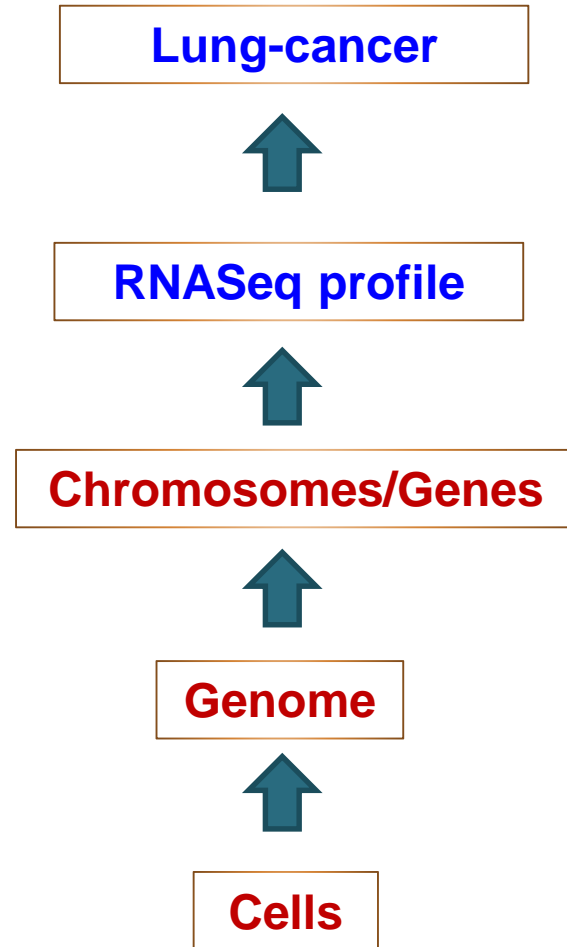 Lung-cancer
RNASeq profile
Chromosomes/Genes
Genome
Cells